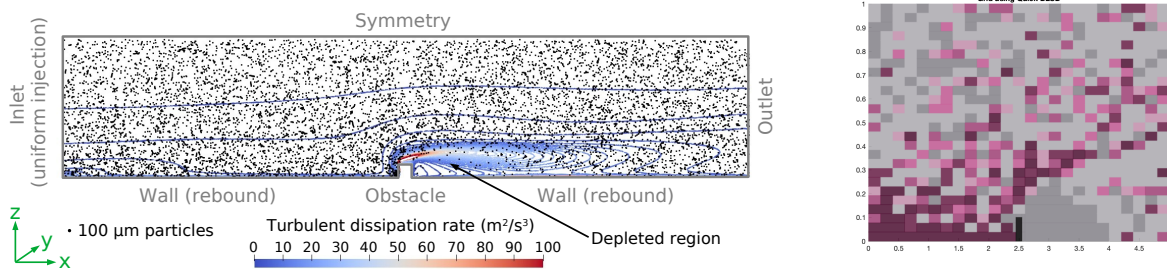 Symmetry
Inlet
(uniform injection)
Outlet
Wall (rebound)
Obstacle
Wall (rebound)
z
y
x
· 100 µm particles
Turbulent dissipation rate (m²/s³)
0 10 20 30 40 50 60 70 80 90 100
Depleted region
1
0.9
0.8
0.7
0.6
0.5
0.4
0.3
0.2
0.1
0
0 0.5 1 1.5 2 2.5 3 3.5 4 4.5